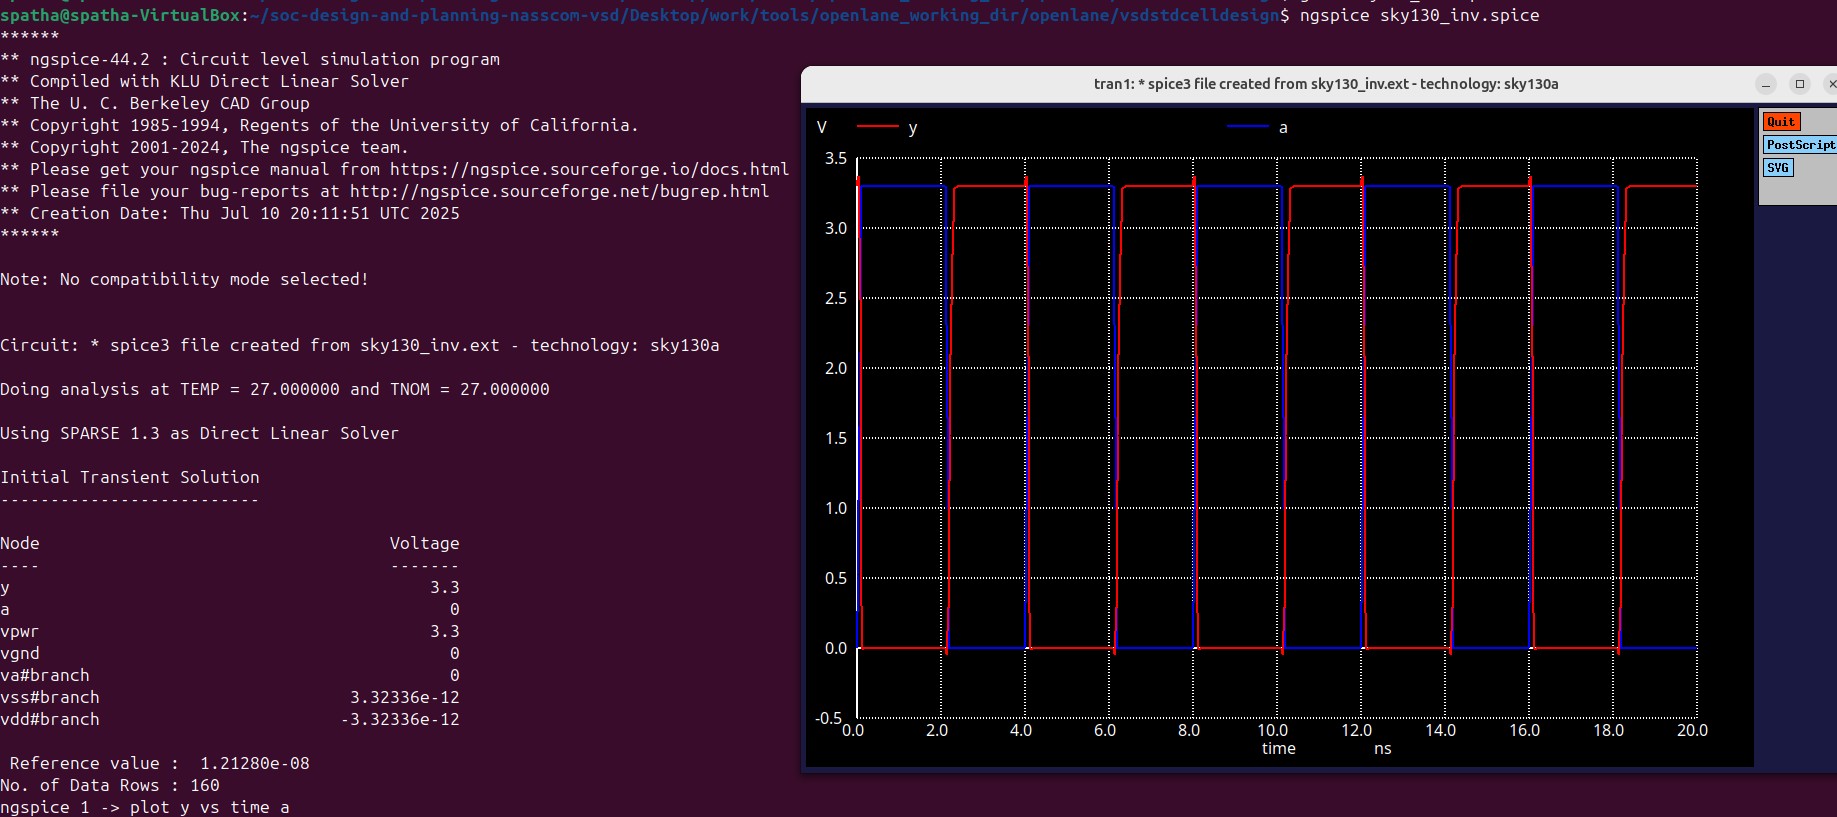 spatha@spatha-VirtualBox:~/soc-design-and-planning-nasscom-vsd/Desktop/work/tools/openlane_working_dir/openlane/vsdstdcelldesign$ ngspice sky130_inv.spice
******
** ngspice-44.2 : Circuit level simulation program
** Compiled with KLU Direct Linear Solver
** The U. C. Berkeley CAD Group
** Copyright 1985-1994, Regents of the University of California.
** Copyright 2001-2024, The ngspice team.
** Please get your ngspice manual from https://ngspice.sourceforge.io/docs.html
** Please file your bug-reports at http://ngspice.sourceforge.net/bugrep.html
** Creation Date: Thu Jul 10 20:11:51 UTC 2025
******
Note: No compatibility mode selected!
Circuit: * spice3 file created from sky130_inv.ext - technology: sky130a
Doing analysis at TEMP = 27.000000 and TNOM = 27.000000
Using SPARSE 1.3 as Direct Linear Solver
Initial Transient Solution
--------------------------
Node Voltage
---- -------
y 3.3
a 0
vpwr 3.3
vgnd 0
va#branch 0
vss#branch 3.32336e-12
vdd#branch -3.32336e-12
Reference value : 1.21280e-08
No. of Data Rows : 160
ngspice 1 -> plot y vs time a
tran1: * spice3 file created from sky130_inv.ext - technology: sky130a
V y a
3.5
3.0
2.5
2.0
1.5
1.0
0.5
0.0
-0.5
0.0 2.0 4.0 6.0 8.0 10.0 12.0 14.0 16.0 18.0 20.0
time ns
Quit
PostScript
SVG